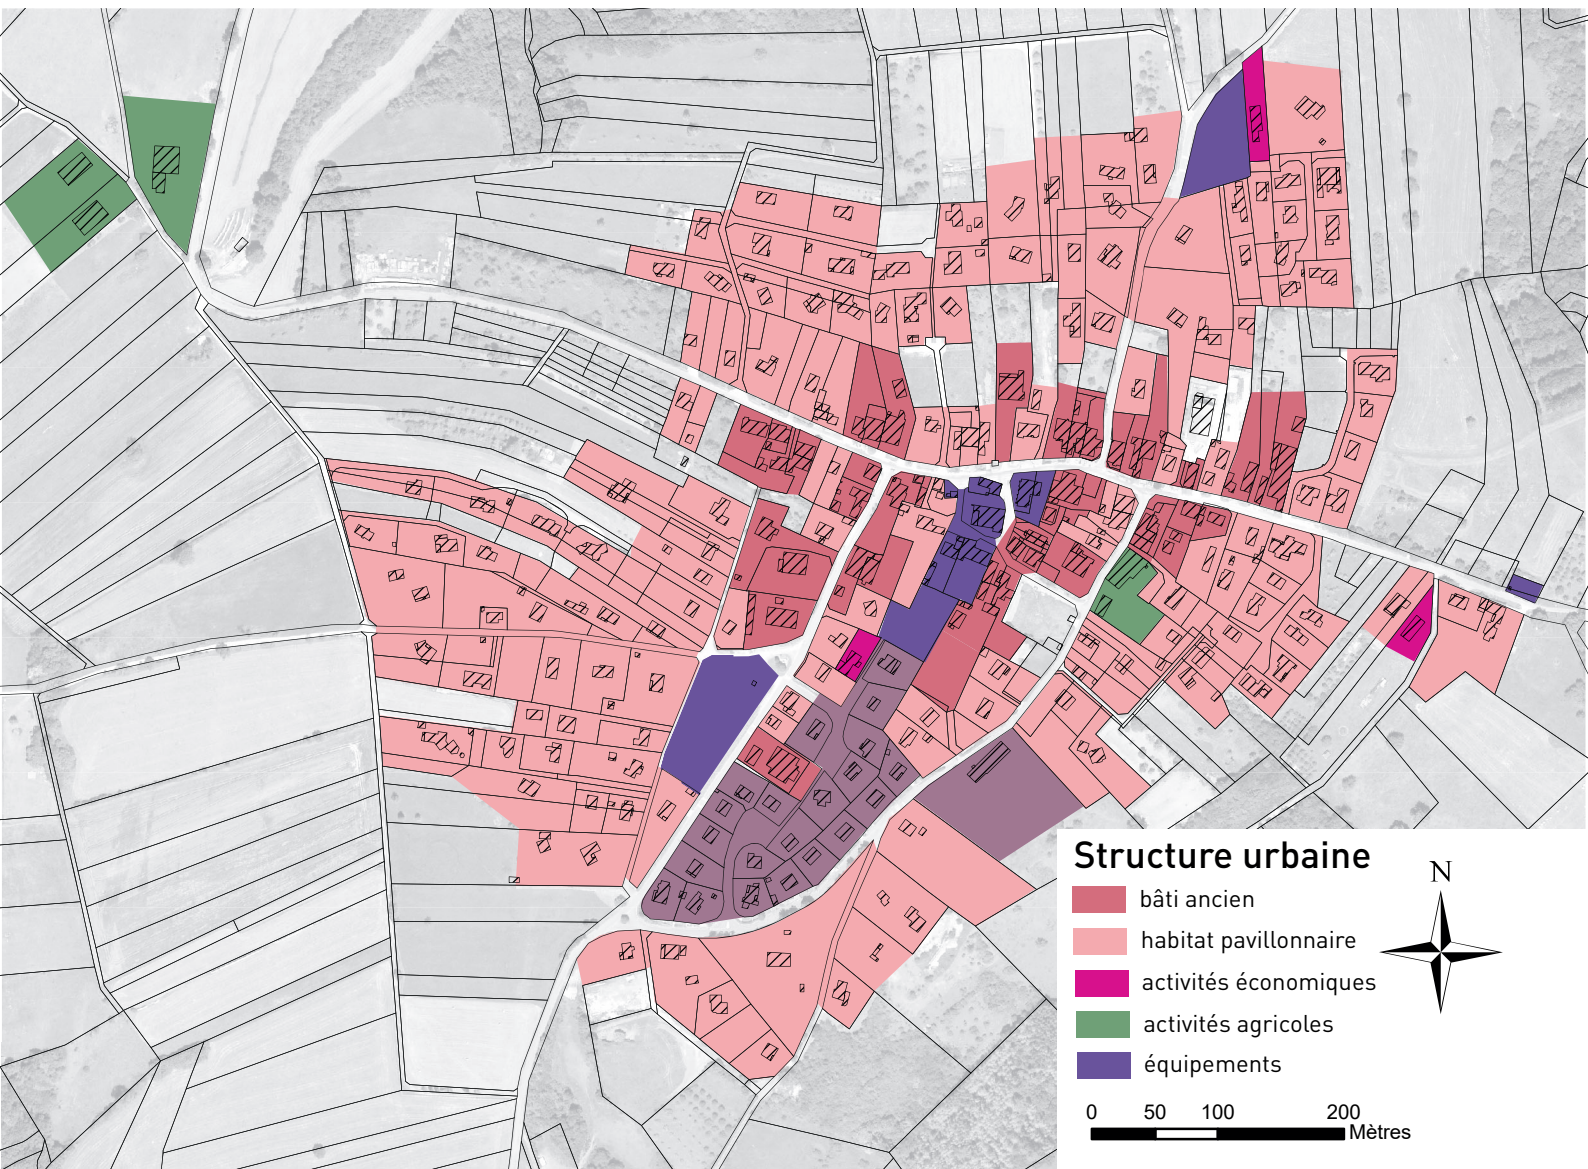 Structure urbaine
N
bâti ancien
habitat pavillonnaire
activités économiques
activités agricoles
équipements
0 50 100 200
Mètres